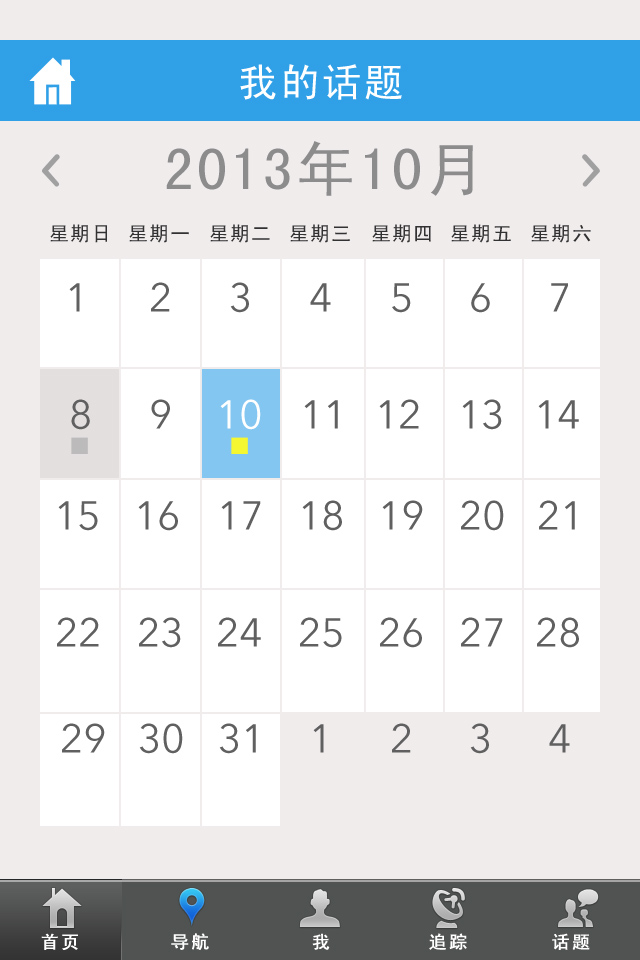 我的话题
2013年10月
星期日 星期一 星期二 星期三 星期四 星期五 星期六
1 2 3 4 5 6 7
8 9 10 11 12 13 14
15 16 17 18 19 20 21
22 23 24 25 26 27 28
29 30 31 1 2 3 4
首页 导航 我 追踪 话题